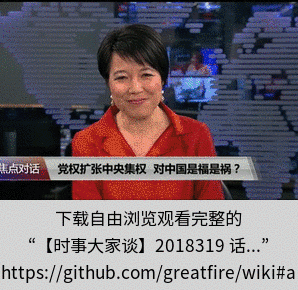 焦点对话 党权扩张中央集权 对中国是福是祸？
下载自由浏览观看完整的
“【时事大家谈】2018319 话...”
https://github.com/greatfire/wiki#a